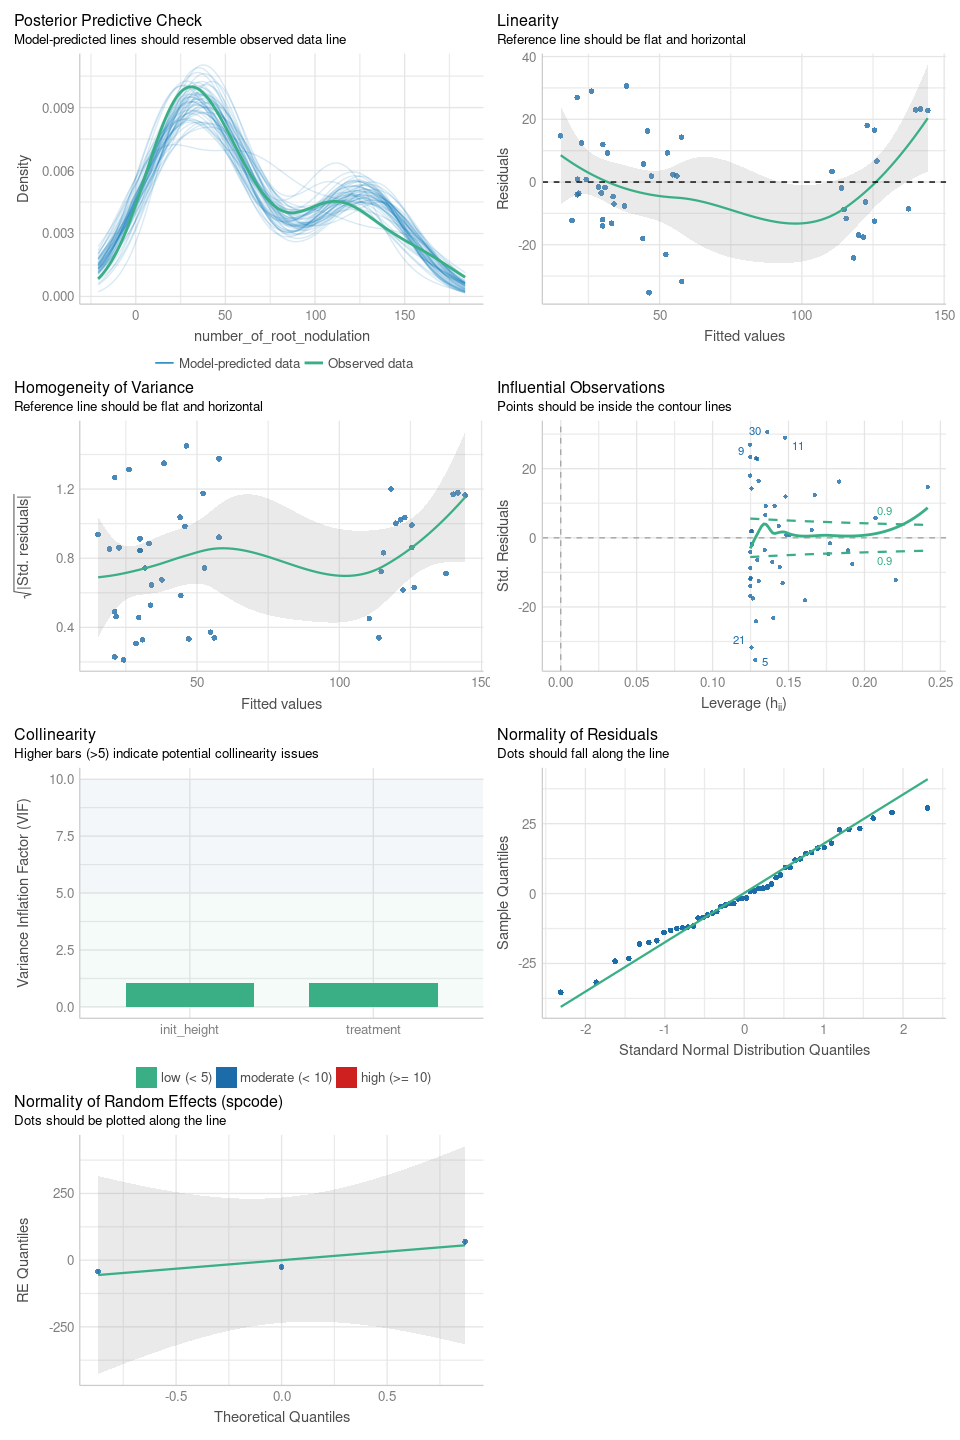 Posterior Predictive Check
Model-predicted lines should resemble observed data line
Density
0.009
0.006
0.003
0.000
0
50
100
150
number_of_root_nodulation
Model-predicted data
Observed data
Linearity
Reference line should be flat and horizontal
Residuals
40
20
0
-20
50
100
150
Fitted values
Homogeneity of Variance
Reference line should be flat and horizontal
√|Std. residuals|
1.2
0.8
0.4
50
100
150
Fitted values
Influential Observations
Points should be inside the contour lines
Std. Residuals
20
0
-20
30
11
9
0.9
0.9
21
5
0.00
0.05
0.10
0.15
0.20
0.25
Leverage (hii)
Collinearity
Higher bars (>5) indicate potential collinearity issues
Variance Inflation Factor (VIF)
10.0
7.5
5.0
2.5
0.0
init_height
treatment
low (< 5)
moderate (< 10)
high (>= 10)
Normality of Residuals
Dots should fall along the line
Sample Quantiles
25
0
-25
-2
-1
0
1
2
Standard Normal Distribution Quantiles
Normality of Random Effects (spcode)
Dots should be plotted along the line
RE Quantiles
250
0
-250
-0.5
0.0
0.5
Theoretical Quantiles